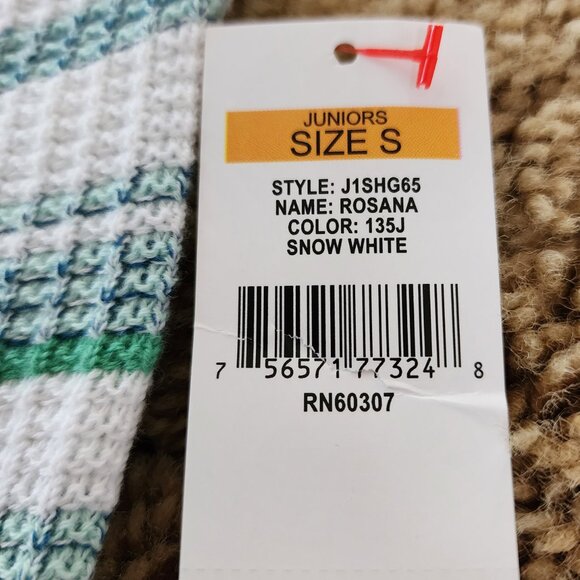 JUNIORS
SIZE S
STYLE: J1SHG65
NAME: ROSANA
COLOR: 135J
SNOW WHITE
7 56571 77324 8
RN60307